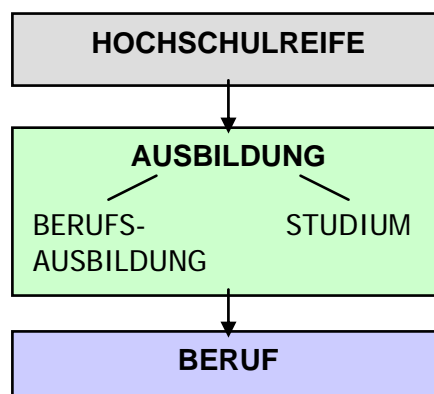 HOCHSCHULREIFE
AUSBILDUNG
BERUFS-
AUSBILDUNG
STUDIUM
BERUF